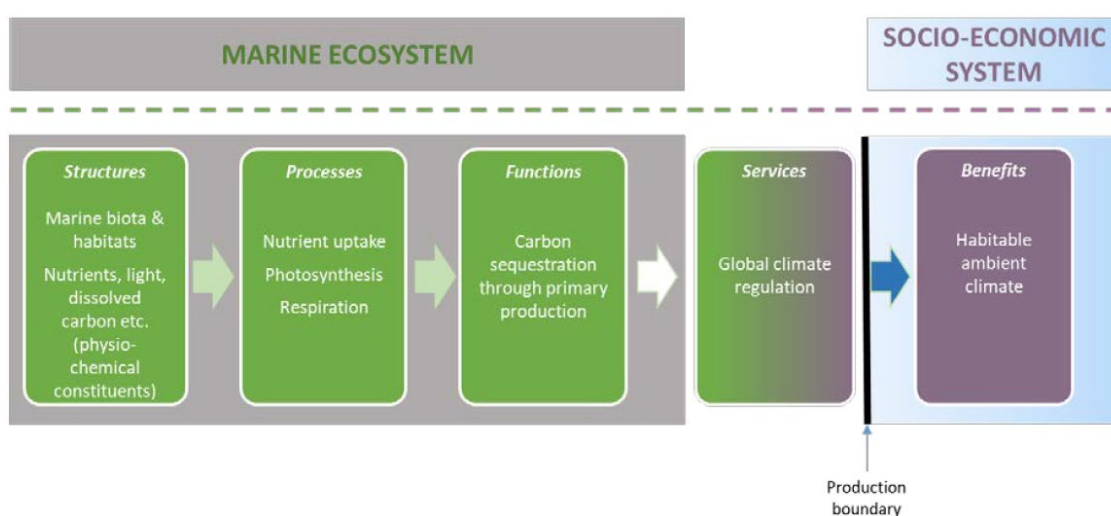 MARINE ECOSYSTEM
SOCIO-ECONOMIC
SYSTEM
Structures
Marine biota &
habitats
Nutrients, light,
dissolved
carbon etc.
(physio-
chemical
constituents)
Processes
Nutrient uptake
Photosynthesis
Respiration
Functions
Carbon
sequestration
through primary
production
Services
Global climate
regulation
Benefits
Habitable
ambient
climate
Production
boundary